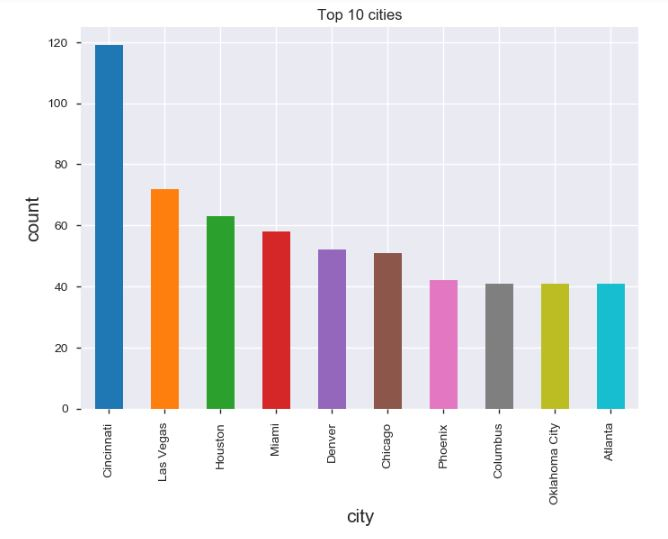 Top 10 cities
120
100
80
60
40
20
0
count
Cincinnati
Las Vegas
Houston
Miami
Denver
Chicago
Phoenix
Columbus
Oklahoma City
Atlanta
city